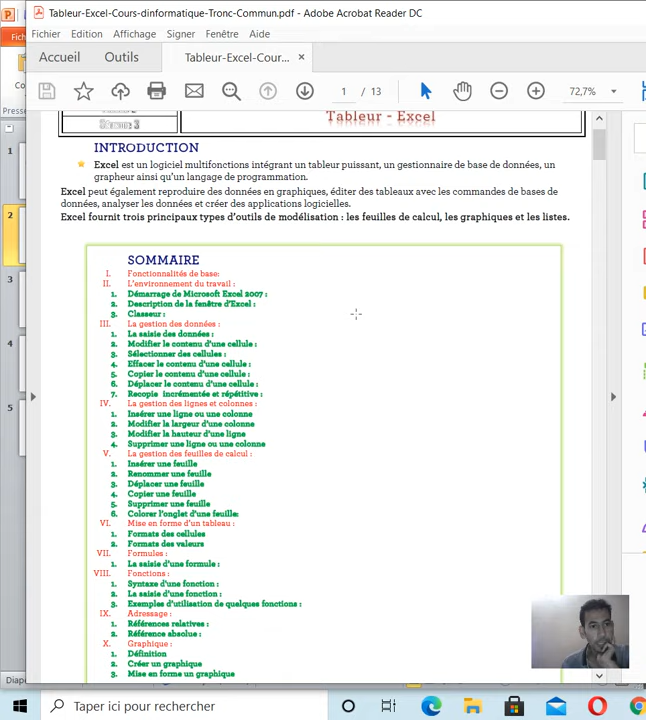 Tableur-Excel-Cours-dinformatique-Tronc-Commun.pdf - Adobe Acrobat Reader DC
Fichier Edition Affichage Signer Fenêtre Aide
Accueil Outils Tableur-Excel-Cour... ×
1 / 13 72,7%
Tableur - Excel
INTRODUCTION
Excel est un logiciel multifonctions intégrant un tableur puissant, un gestionnaire de base de données, un
grapheur ainsi qu'un langage de programmation.
Excel peut également reproduire des données en graphiques, éditer des tableaux avec les commandes de bases de
données, analyser les données et créer des applications logicielles.
Excel fournit trois principaux types d'outils de modélisation : les feuilles de calcul, les graphiques et les listes.
SOMMAIRE
I. Fonctionnalités de base:
II. L'environnement du travail :
1. Démarrage de Microsoft Excel 2007 :
2. Description de la fenêtre d'Excel :
3. Classeur :
III. La gestion des données :
1. La saisie des données :
2. Modifier le contenu d'une cellule :
3. Sélectionner des cellules :
4. Effacer le contenu d'une cellule :
5. Copier le contenu d'une cellule :
6. Déplacer le contenu d'une cellule :
7. Recopie incrémentée et répétitive :
IV. La gestion des lignes et colonnes :
1. Insérer une ligne ou une colonne
2. Modifier la largeur d'une colonne
3. Modifier la hauteur d'une ligne
4. Supprimer une ligne ou une colonne
V. La gestion des feuilles de calcul :
1. Insérer une feuille
2. Renommer une feuille
3. Déplacer une feuille
4. Copier une feuille
5. Supprimer une feuille
6. Colorer l'onglet d'une feuille:
VI. Mise en forme d'un tableau :
1. Formats des cellules
2. Formats des valeurs
VII. Formules :
1. La saisie d'une formule :
VIII. Fonctions :
1. Syntaxe d'une fonction :
2. La saisie d'une fonction :
3. Exemples d'utilisation de quelques fonctions :
IX. Adressage :
1. Références relatives :
2. Référence absolue :
X. Graphique :
1. Définition
2. Créer un graphique
3. Mise en forme un graphique
Fich
Co
Presse
1
2
3
4
5
Diapo
Taper ici pour rechercher